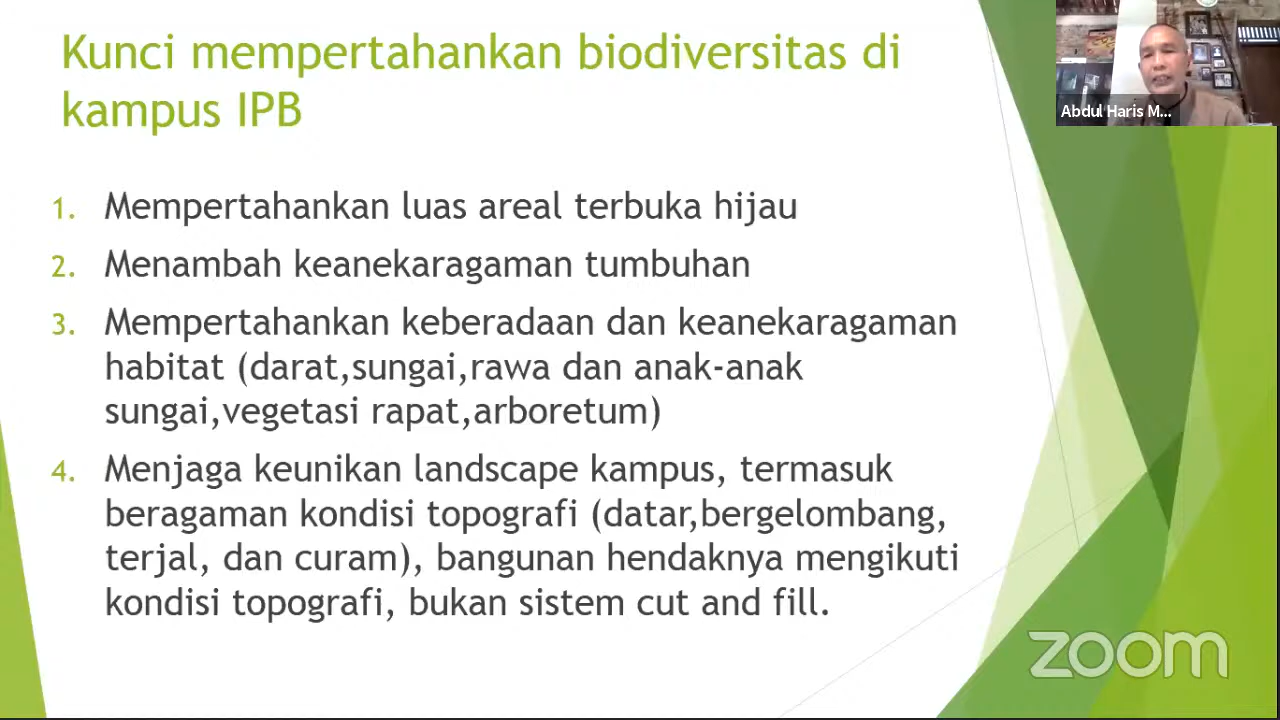 Kunci mempertahankan biodiversitas di
kampus IPB
Abdul Haris M...
1. Mempertahankan luas areal terbuka hijau
2. Menambah keanekaragaman tumbuhan
3. Mempertahankan keberadaan dan keanekaragaman
habitat (darat,sungai,rawa dan anak-anak
sungai,vegetasi rapat,arboretum)
4. Menjaga keunikan landscape kampus, termasuk
beragaman kondisi topografi (datar,bergelombang,
terjal, dan curam), bangunan hendaknya mengikuti
kondisi topografi, bukan sistem cut and fill.
zoom